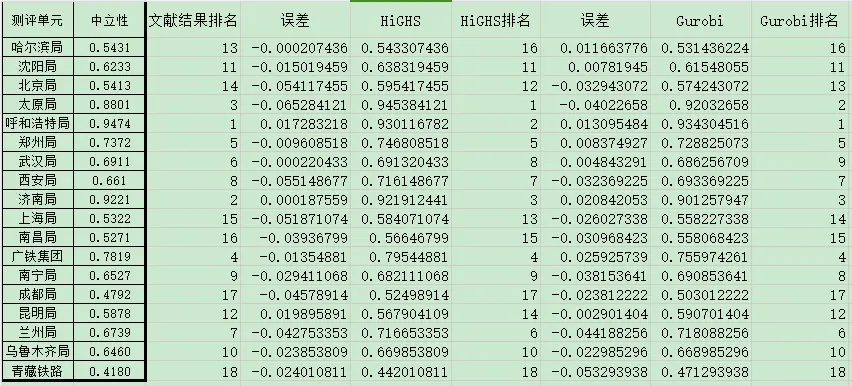 测评单元 中立性 文献结果排名 误差 HiGHS HiGHS排名 误差 Gurobi Gurobi排名
哈尔滨局 0.5431 13 -0.000207436 0.543307436 16 0.011663776 0.531436224 16
沈阳局 0.6233 11 -0.015019459 0.638319459 11 0.00781945 0.61548055 11
北京局 0.5413 14 -0.054117455 0.595417455 12 -0.032943072 0.574243072 13
太原局 0.8801 3 -0.065284121 0.945384121 1 -0.04022658 0.92032658 2
呼和浩特局 0.9474 1 0.017283218 0.930116782 2 0.013095484 0.934304516 1
郑州局 0.7372 5 -0.009608518 0.746808518 5 0.008374927 0.728825073 5
武汉局 0.6911 6 -0.000220433 0.691320433 8 0.004843291 0.686256709 9
西安局 0.661 8 -0.055148677 0.716148677 7 -0.032369225 0.693369225 7
济南局 0.9221 2 0.000187559 0.921912441 3 0.020842053 0.901257947 3
上海局 0.5322 15 -0.051871074 0.584071074 13 -0.026027338 0.558227338 14
南昌局 0.5271 16 -0.03936799 0.56646799 15 -0.030968423 0.558068423 15
广铁集团 0.7819 4 -0.01354881 0.79544881 4 0.025925739 0.755974261 4
南宁局 0.6527 9 -0.029411068 0.682111068 9 -0.038153641 0.690853641 8
成都局 0.4792 17 -0.04578914 0.52498914 17 -0.023812222 0.503012222 17
昆明局 0.5878 12 0.019895891 0.567904109 14 -0.002901404 0.590701404 12
兰州局 0.6739 7 -0.042753353 0.716653353 6 -0.044188256 0.718088256 6
乌鲁木齐局 0.6460 10 -0.023853809 0.669853809 10 -0.022985296 0.668985296 10
青藏铁路 0.4180 18 -0.024010811 0.442010811 18 -0.053293938 0.471293938 18